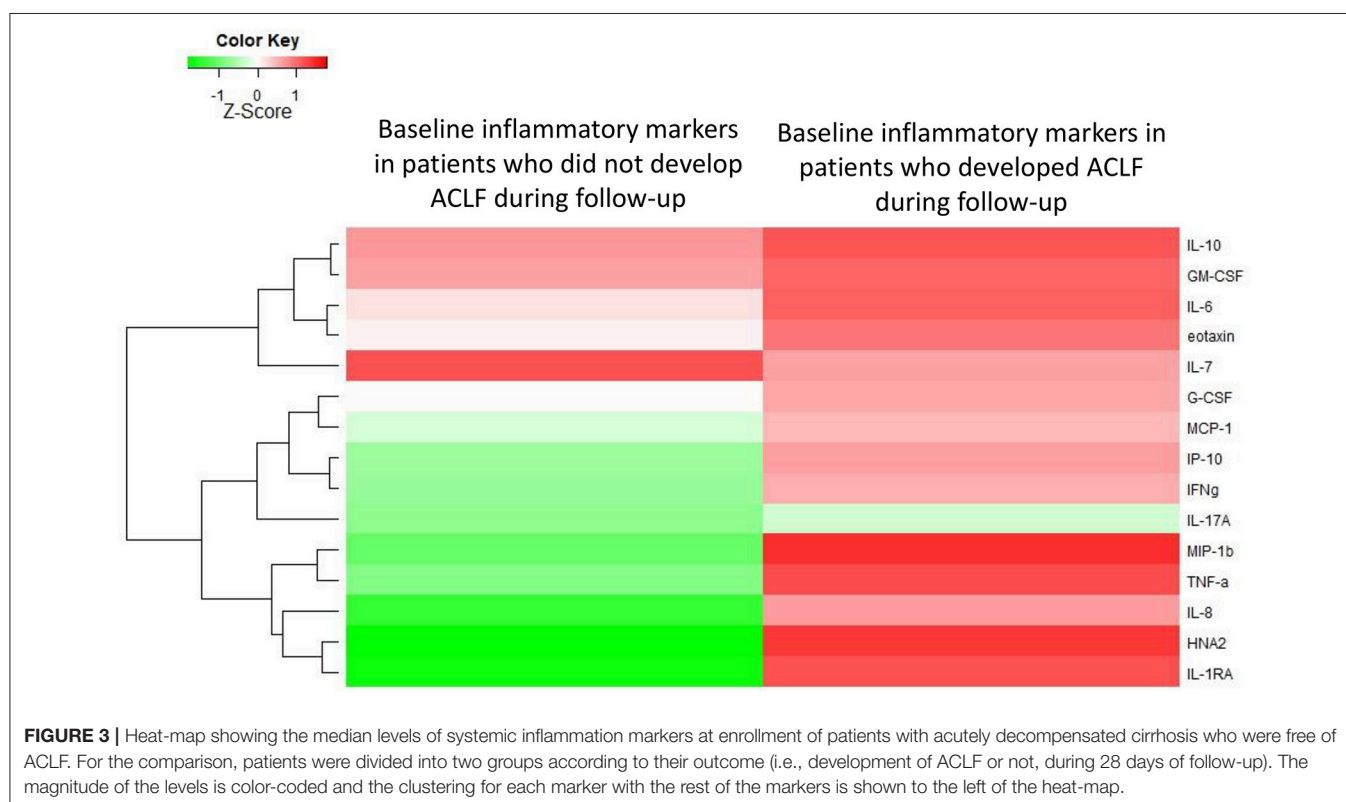 Color Key
-1 0 1
Z-Score
Baseline inflammatory markers
in patients who did not develop
ACLF during follow-up
Baseline inflammatory markers in
patients who developed ACLF
during follow-up
IL-10
GM-CSF
IL-6
eotaxin
IL-7
G-CSF
MCP-1
IP-10
IFNg
IL-17A
MIP-1b
TNF-a
IL-8
HNA2
IL-1RA
FIGURE 3 | Heat-map showing the median levels of systemic inflammation markers at enrollment of patients with acutely decompensated cirrhosis who were free of
ACLF. For the comparison, patients were divided into two groups according to their outcome (i.e., development of ACLF or not, during 28 days of follow-up). The
magnitude of the levels is color-coded and the clustering for each marker with the rest of the markers is shown to the left of the heat-map.